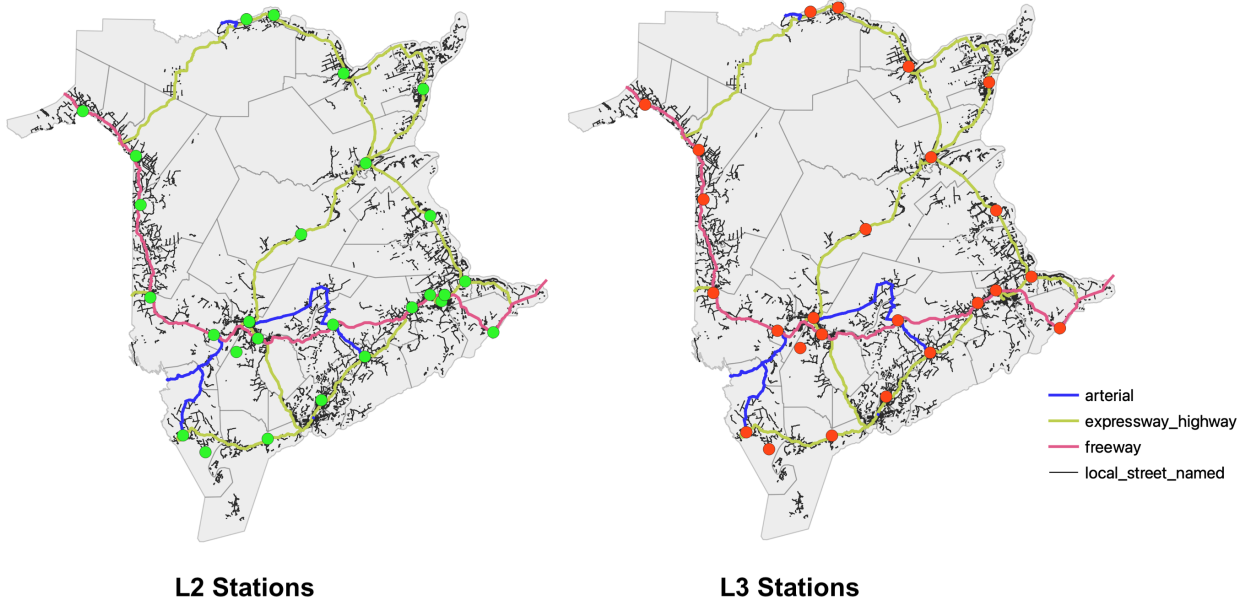 arterial
expressway_highway
freeway
local_street_named
L2 Stations
L3 Stations